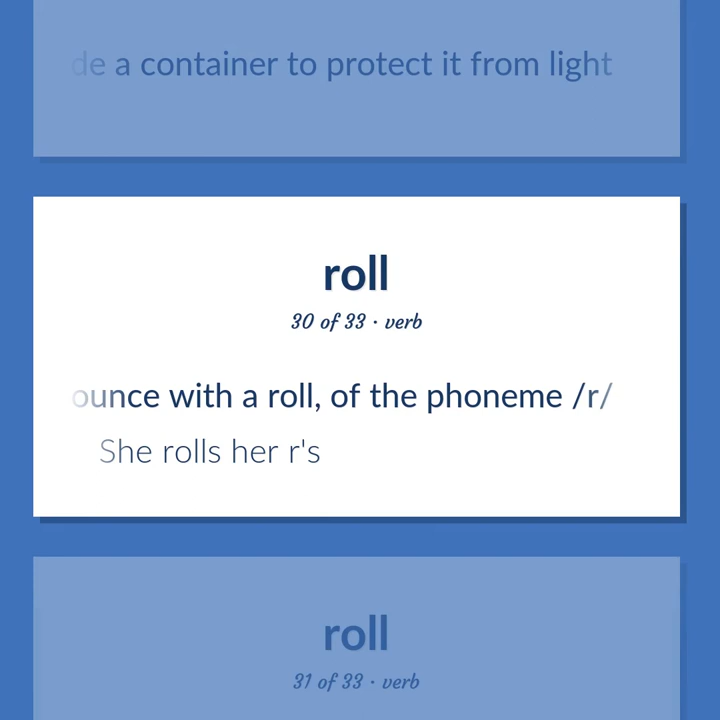 de a container to protect it from light
roll
30 of 33 · verb
ounce with a roll, of the phoneme /r/
She rolls her r's
roll
31 of 33 · verb